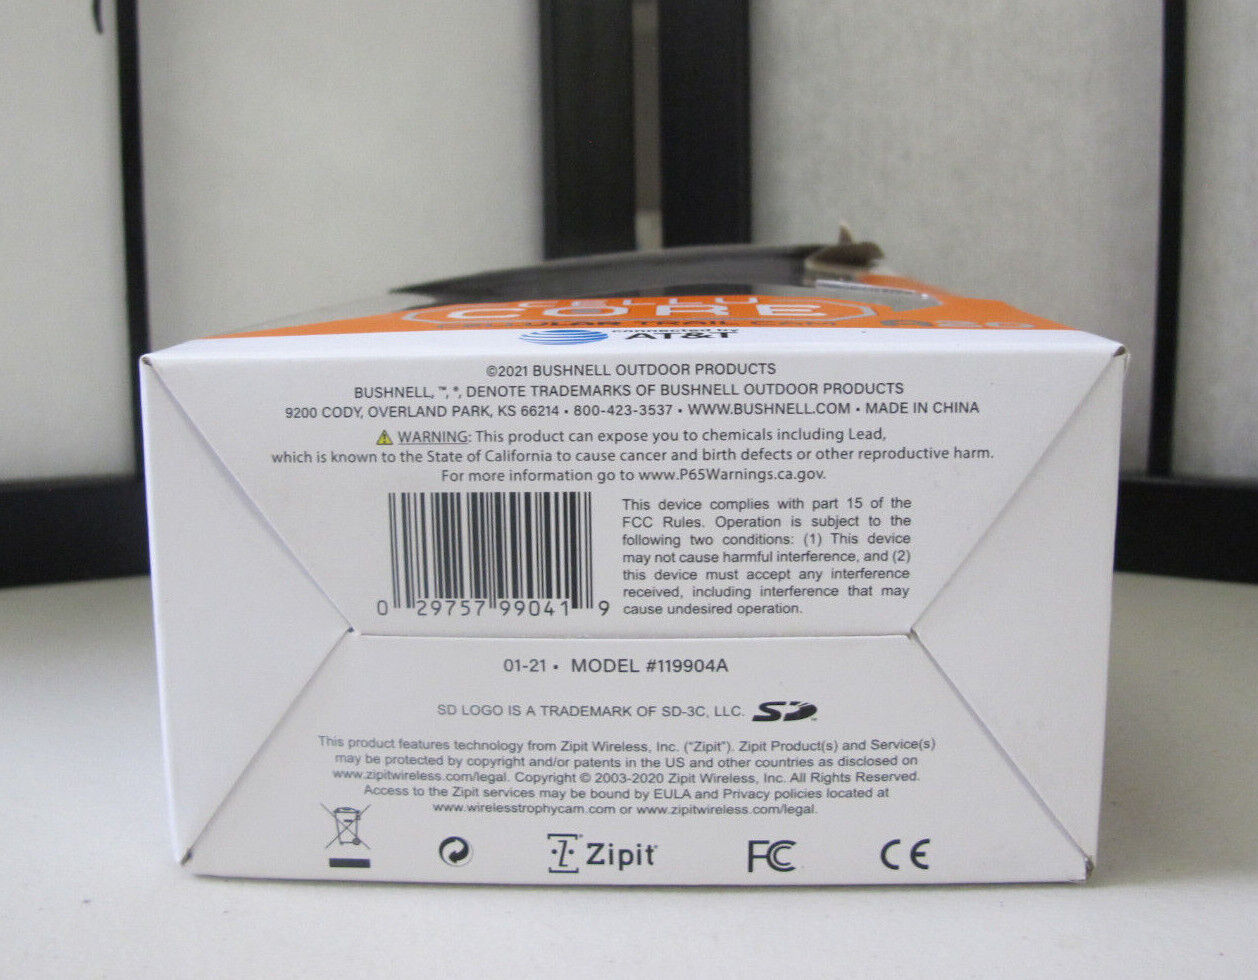 CELLU
CORE
TRAIL CAM
connected by
AT&T
©2021 BUSHNELL OUTDOOR PRODUCTS
BUSHNELL, ™, ®, DENOTE TRADEMARKS OF BUSHNELL OUTDOOR PRODUCTS
9200 CODY, OVERLAND PARK, KS 66214 • 800-423-3537 • WWW.BUSHNELL.COM • MADE IN CHINA
WARNING: This product can expose you to chemicals including Lead,
which is known to the State of California to cause cancer and birth defects or other reproductive harm.
For more information go to www.P65Warnings.ca.gov.
This device complies with part 15 of the
FCC Rules. Operation is subject to the
following two conditions: (1) This device
may not cause harmful interference, and (2)
this device must accept any interference
received, including interference that may
cause undesired operation.
0 29757 99041 9
01-21 • MODEL #119904A
SD LOGO IS A TRADEMARK OF SD-3C, LLC. SD
This product features technology from Zipit Wireless, Inc. ("Zipit"). Zipit Product(s) and Service(s)
may be protected by copyright and/or patents in the US and other countries as disclosed on
www.zipitwireless.com/legal. Copyright © 2003-2020 Zipit Wireless, Inc. All Rights Reserved.
Access to the Zipit services may be bound by EULA and Privacy policies located at
www.wirelesstrophycam.com or www.zipitwireless.com/legal.
Z Zipit FC CE